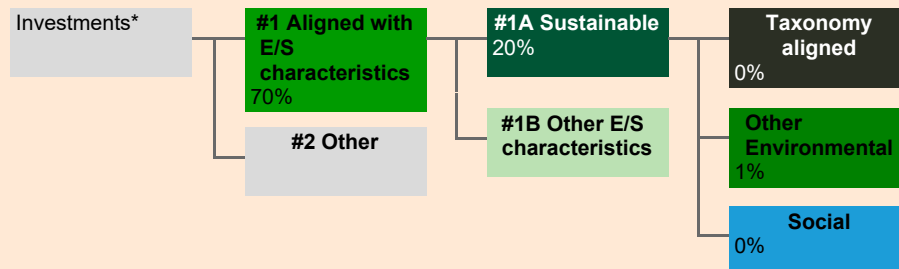 Investments*
#1 Aligned with
E/S
characteristics
70%
#2 Other
#1A Sustainable
20%
#1B Other E/S
characteristics
Taxonomy
aligned
0%
Other
Environmental
1%
Social
0%